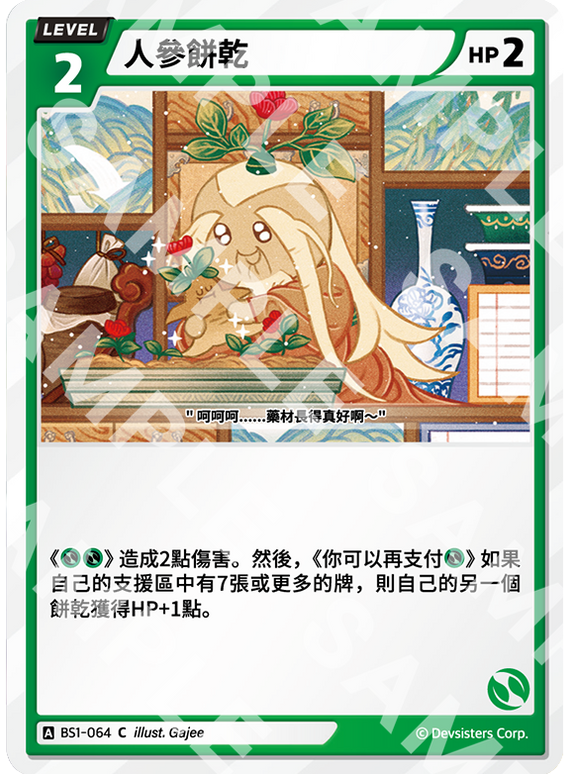 LEVEL
2
人參餅乾
HP 2
" 呵呵呵......藥材長得真好啊～"
《》造成2點傷害。然後,《你可以再支付》如果
自己的支援區中有7張或更多的牌,則自己的另一個
餅乾獲得HP+1點。
A BS1-064 C illust. Gajee
© Devsisters Corp.
SAMPLE